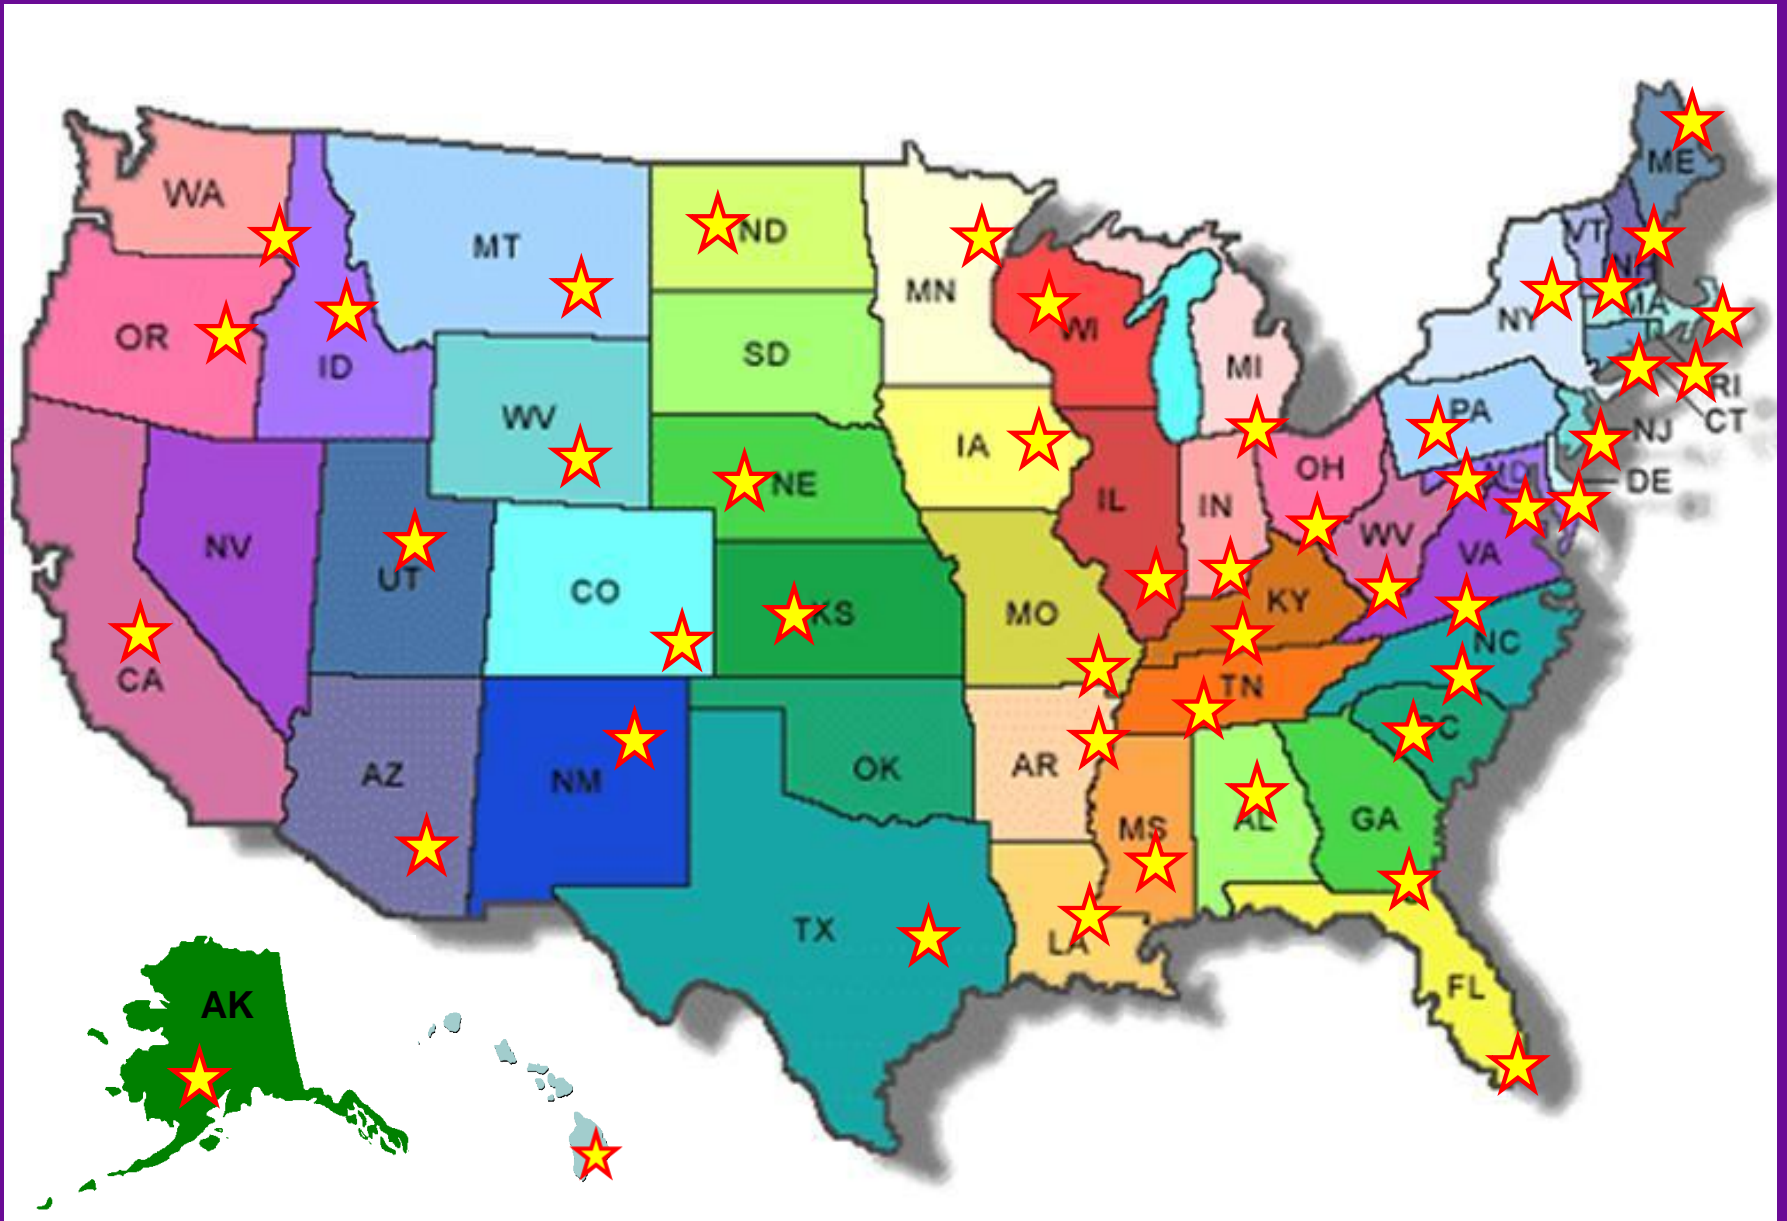 ME
WA
VT
MT
ND
NH
MN
MA
NY
WI
OR
SD
MI
ID
RI
PA
CT
WV
NJ
IA
OH
MD
NE
DE
IL
IN
WV
NV
VA
UT
CO
KY
MO
KS
NC
CA
TN
SC
AZ
AR
OK
NM
GA
AL
MS
TX
LA
FL
AK